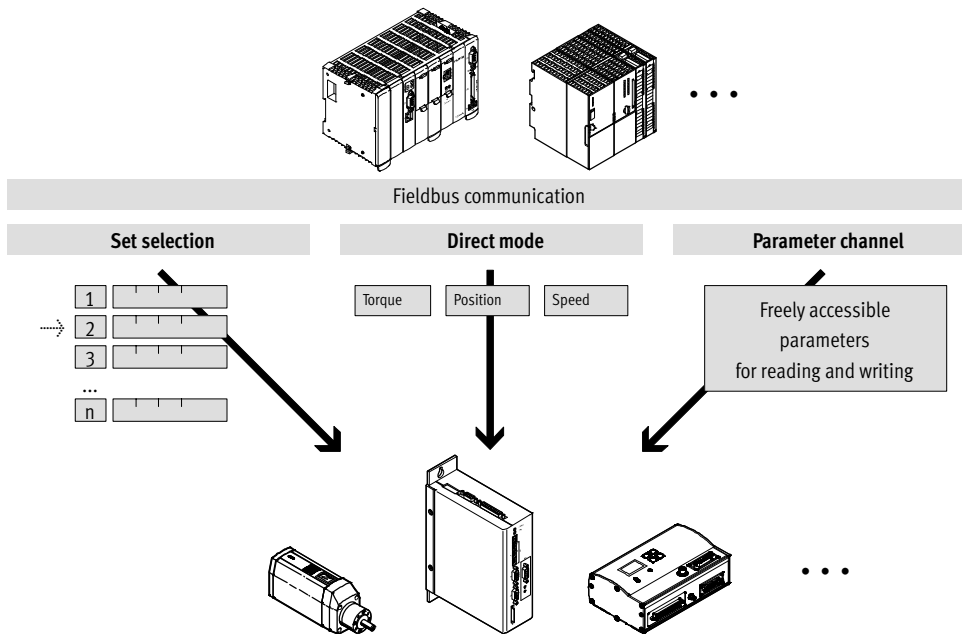 • • •
Fieldbus communication
Set selection
Direct mode
Parameter channel
1
2
3
...
n
Torque
Position
Speed
Freely accessible
parameters
for reading and writing
• • •